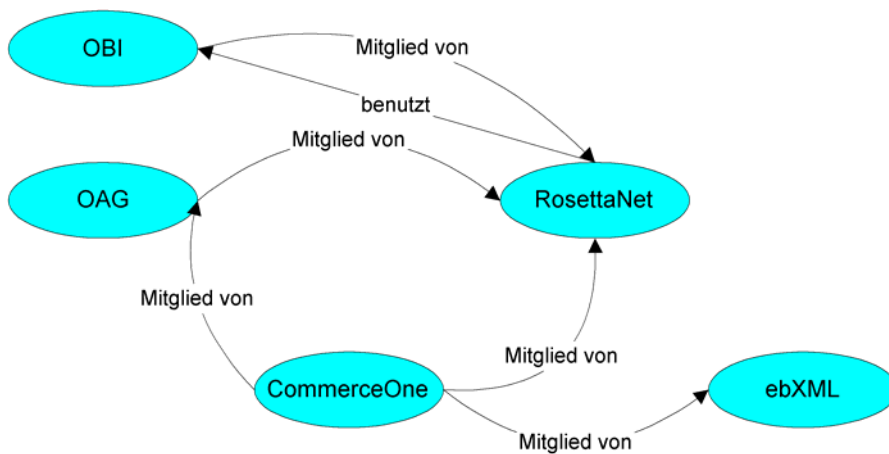 OBI
Mitglied von
benutzt
Mitglied von
OAG
RosettaNet
Mitglied von
Mitglied von
CommerceOne
ebXML
Mitglied von